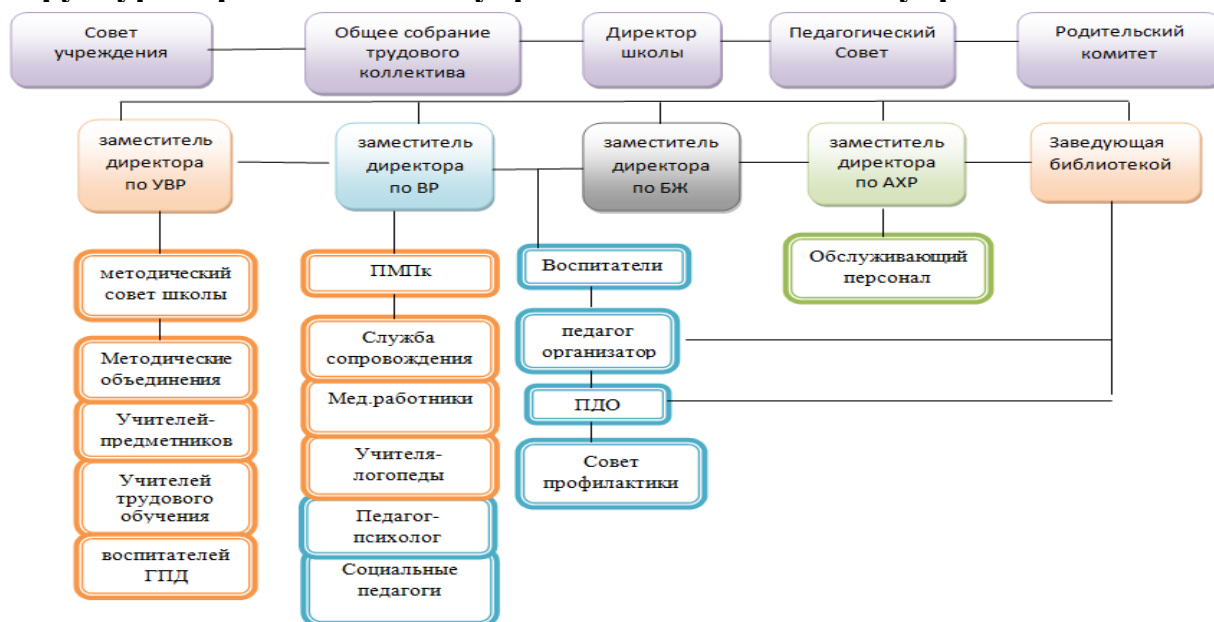 Совет
учреждения
Общее собрание
трудового
коллектива
Директор
школы
Педагогический
Совет
Родительский
комитет
заместитель
директора
по УВР
заместитель
директора
по ВР
заместитель
директора
по БЖ
заместитель
директора
по АХР
Заведующая
библиотекой
методический
совет школы
Методические
объединения
Учителей-
предметников
Учителей
трудового
обучения
воспитателей
ГПД
ПМПк
Служба
сопровождения
Мед.работники
Учителя-
логопеды
Педагог-
психолог
Социальные
педагоги
Воспитатели
педагог
организатор
ПДО
Совет
профилактики
Обслуживающий
персонал